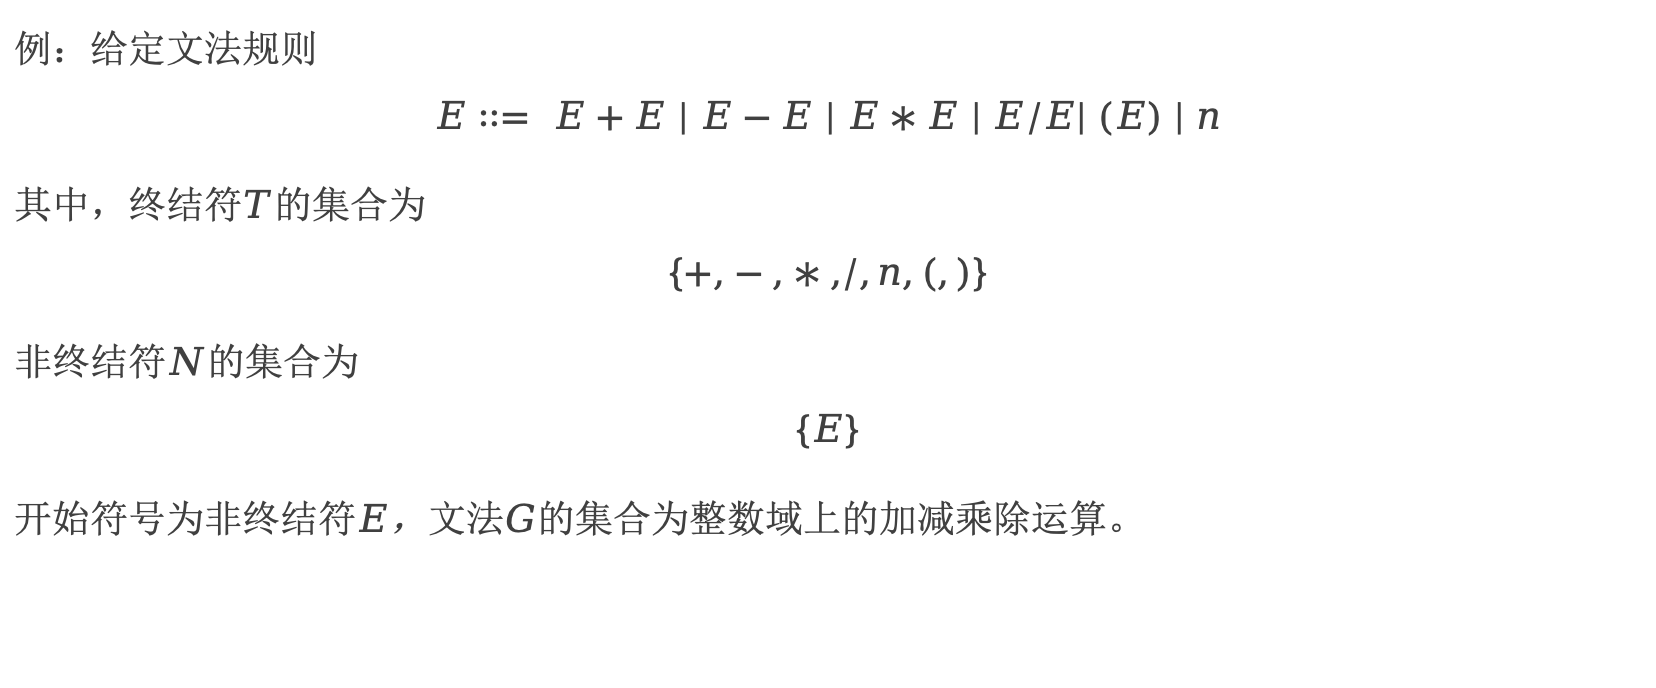 例：给定文法规则
E ::= E + E | E − E | E ∗ E | E/E| (E) | n
其中，终结符T的集合为
{+, − , ∗ ,/, n, (, )}
非终结符N的集合为
{E}
开始符号为非终结符E，文法G的集合为整数域上的加减乘除运算。